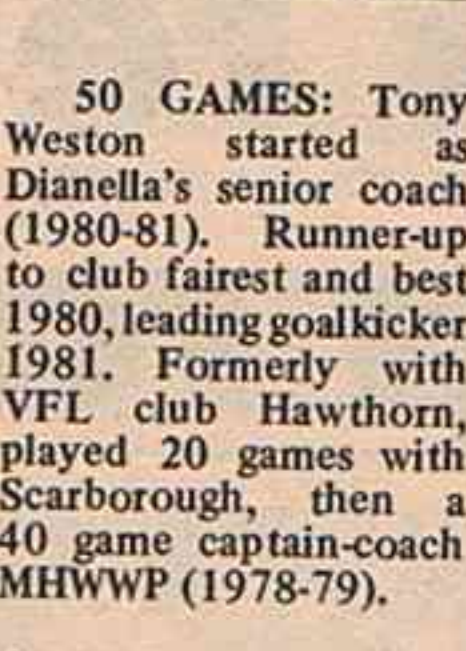 50 GAMES: Tony
Weston started as
Dianella's senior coach
(1980-81). Runner-up
to club fairest and best
1980, leading goalkicker
1981. Formerly with
VFL club Hawthorn,
played 20 games with
Scarborough, then a
40 game captain-coach
MHWWP (1978-79).